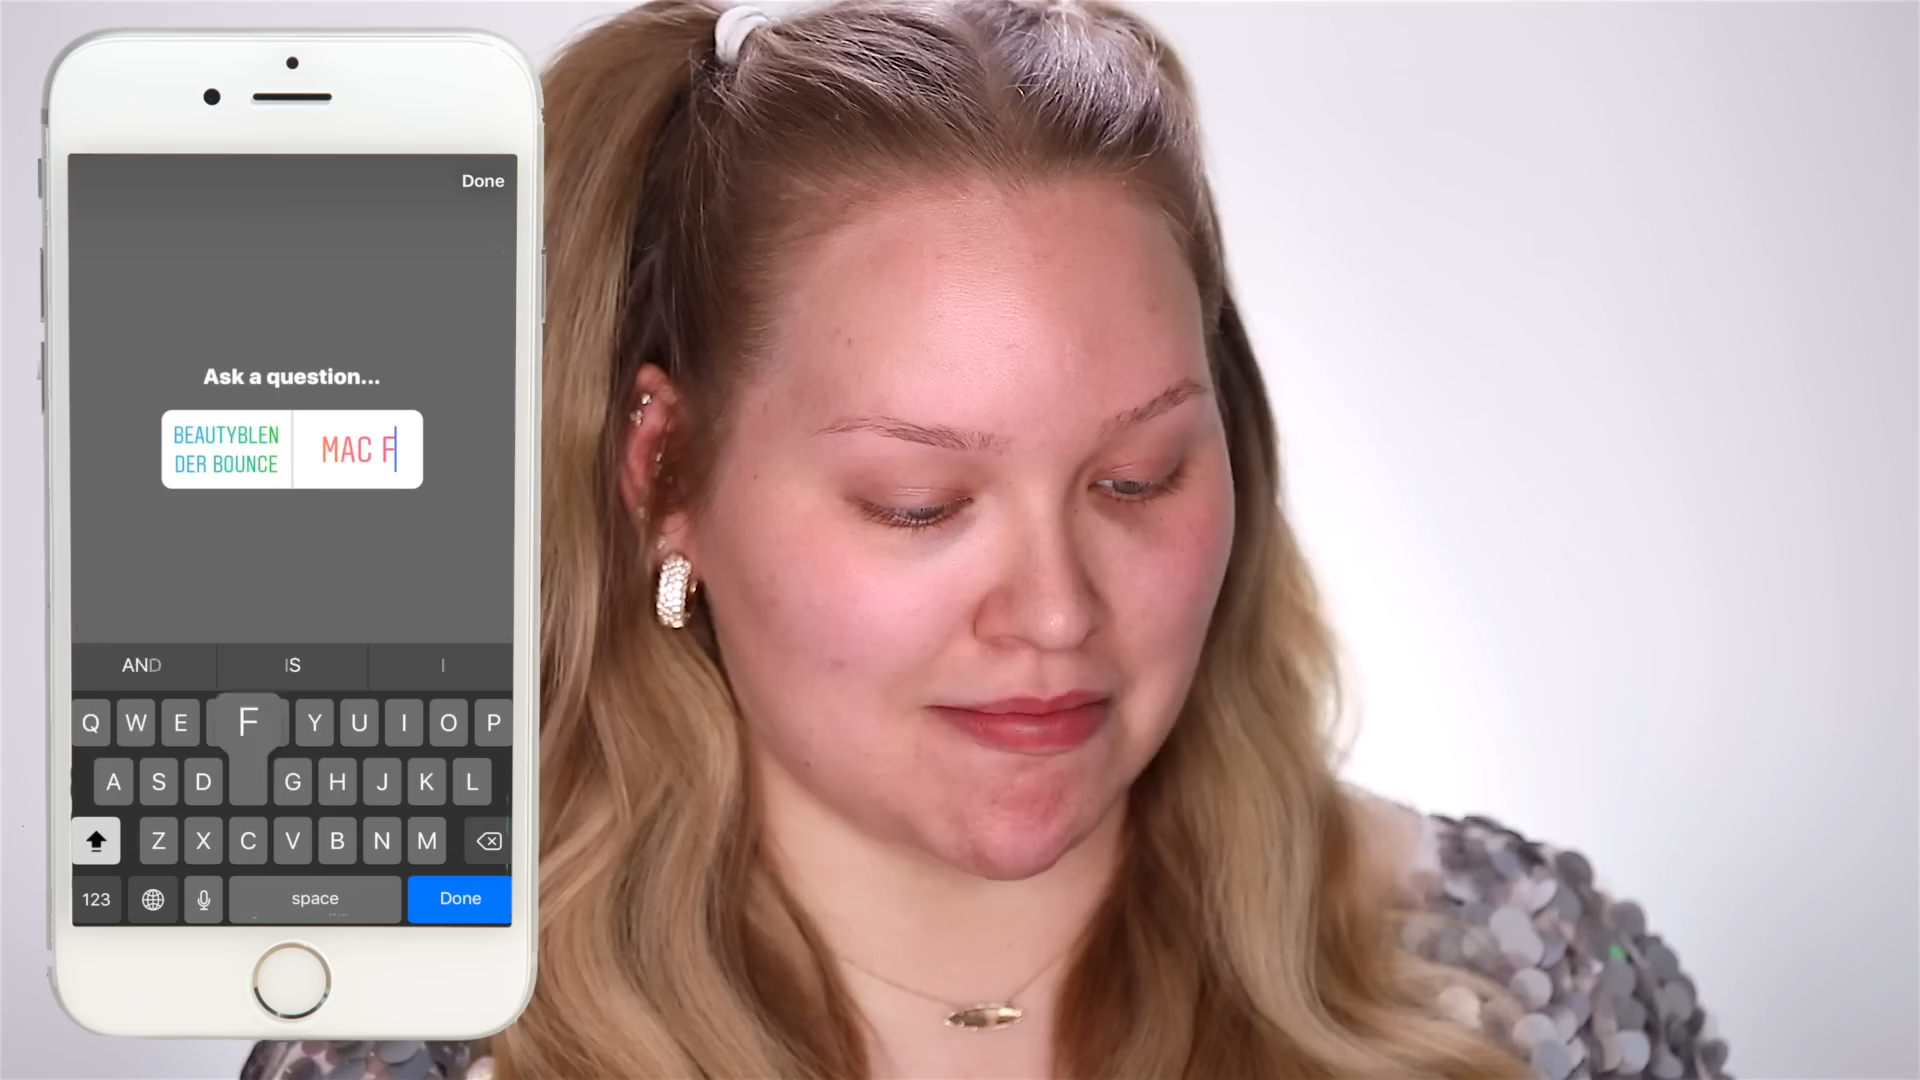 Done
Ask a question...
BEAUTYBLEN
DER BOUNCE
MAC F
AND IS I
Q W E F Y U I O P
A S D G H J K L
Z X C V B N M
123 space Done